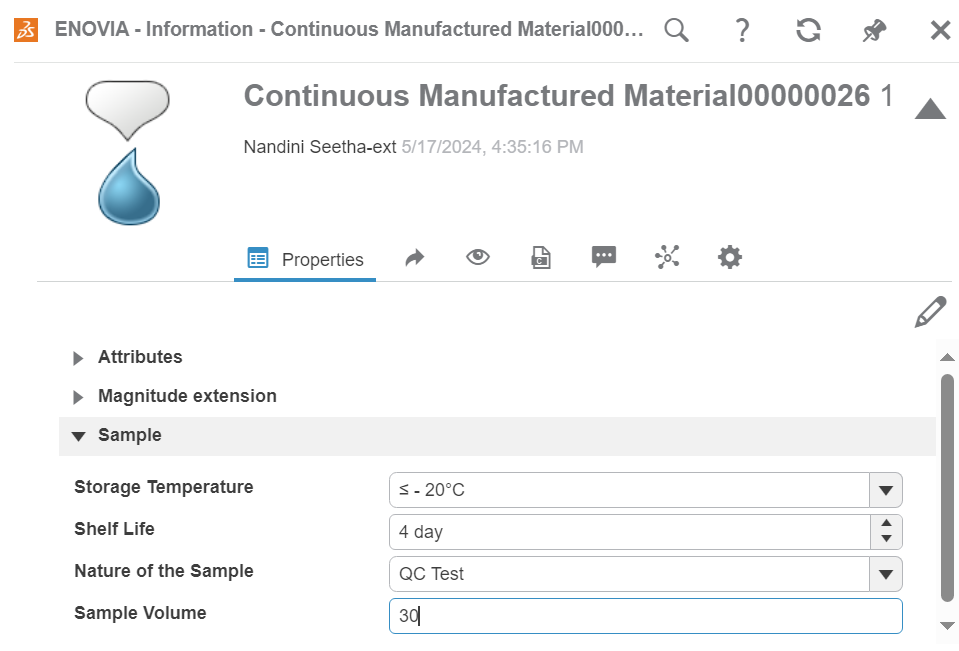 ENOVIA - Information - Continuous Manufactured Material000...
Continuous Manufactured Material00000026 1
Nandini Seetha-ext 5/17/2024, 4:35:16 PM
Properties
Attributes
Magnitude extension
Sample
Storage Temperature ≤ - 20°C
Shelf Life 4 day
Nature of the Sample QC Test
Sample Volume 30